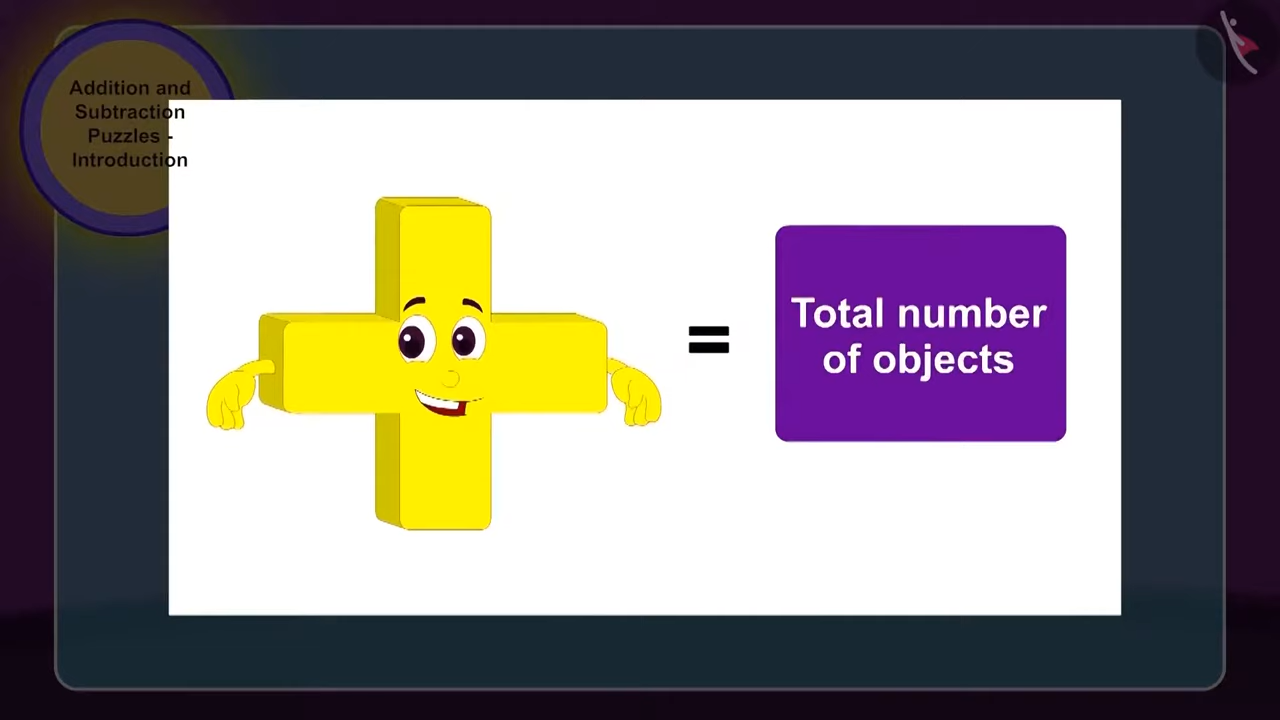 Addition and
Subtraction
Puzzles -
Introduction
=
Total number
of objects